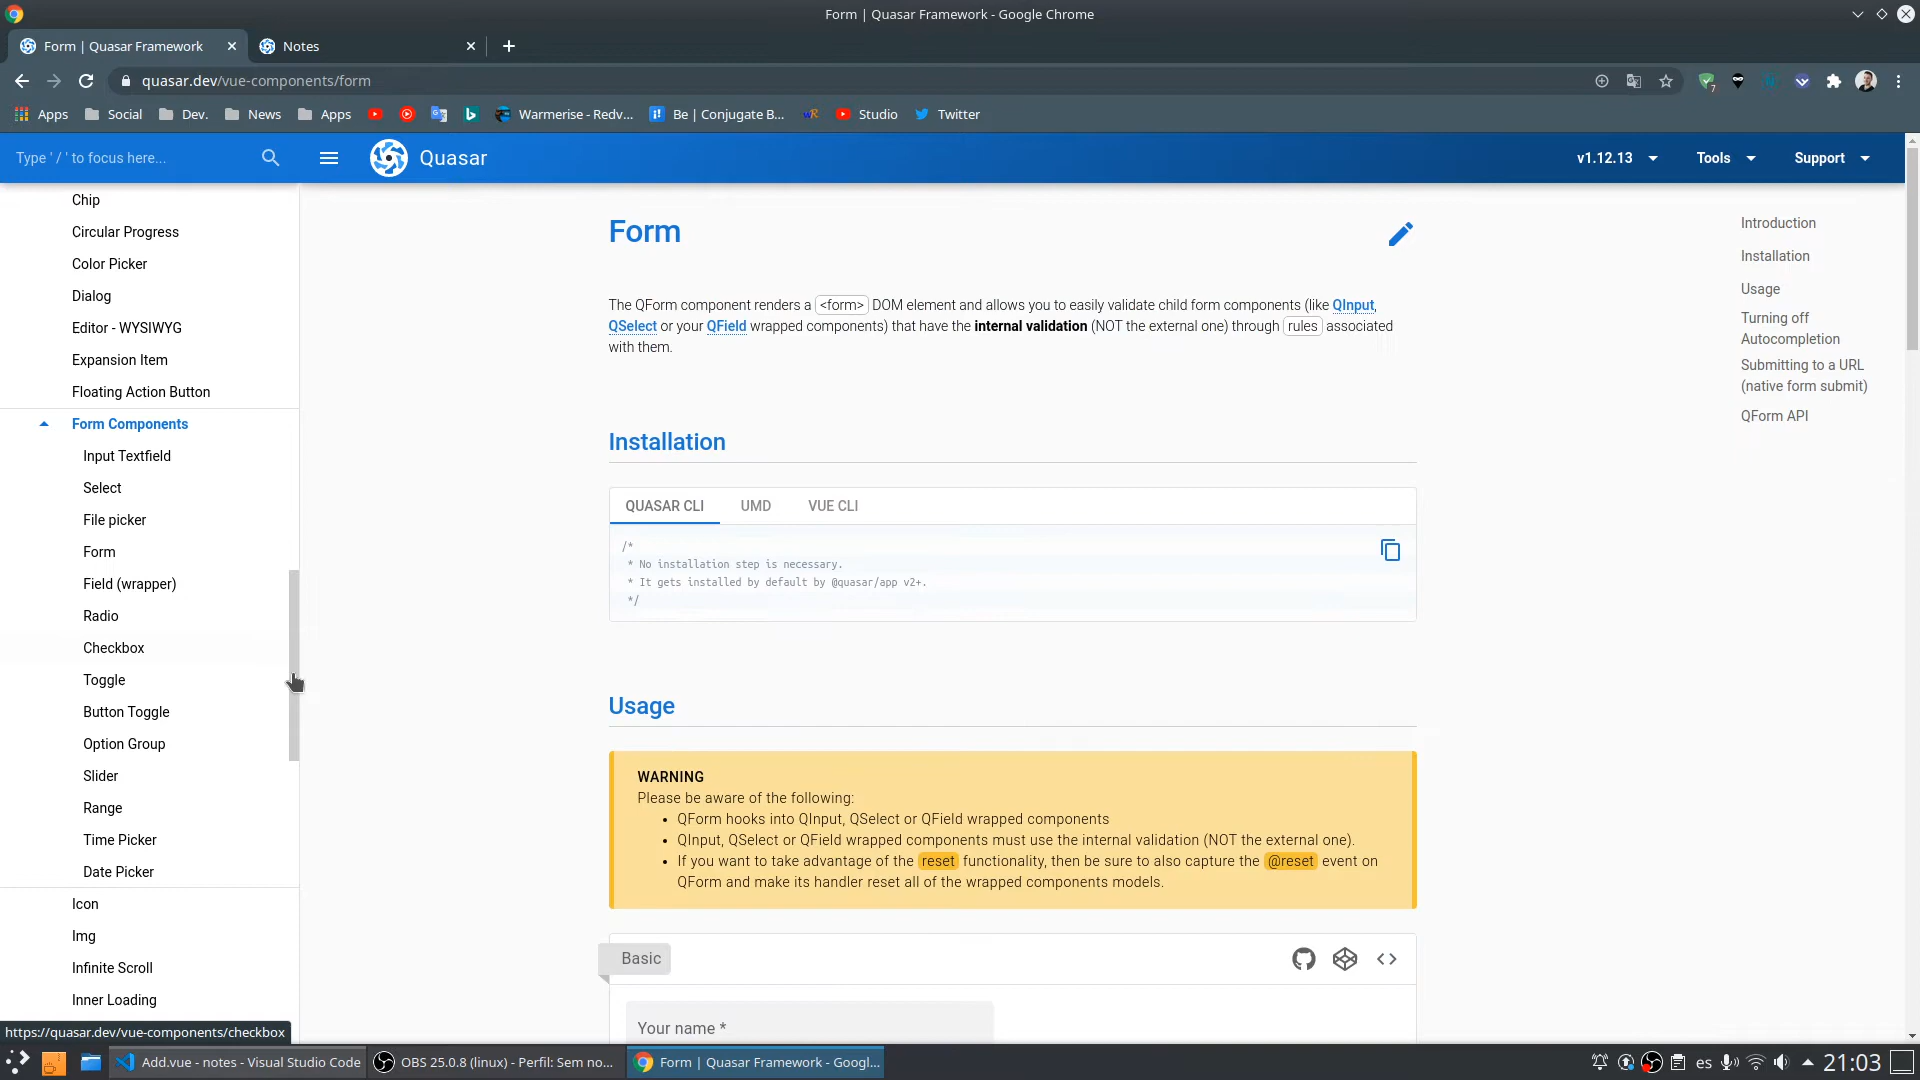 Form | Quasar Framework - Google Chrome
Form | Quasar Framework
Notes
quasar.dev/vue-components/form
7
Apps
Social
Dev.
News
Apps
Warmerise - Redv...
Be | Conjugate B...
Studio
Twitter
Type ' / ' to focus here...
Quasar
v1.12.13
Tools
Support
Chip
Circular Progress
Color Picker
Dialog
Editor - WYSIWYG
Expansion Item
Floating Action Button
Form Components
Input Textfield
Select
File picker
Form
Field (wrapper)
Radio
Checkbox
Toggle
Button Toggle
Option Group
Slider
Range
Time Picker
Date Picker
Icon
Img
Infinite Scroll
Inner Loading
https://quasar.dev/vue-components/checkbox
Form
The QForm component renders a <form> DOM element and allows you to easily validate child form components (like QInput,
QSelect or your QField wrapped components) that have the internal validation (NOT the external one) through rules associated
with them.
Installation
QUASAR CLI
UMD
VUE CLI
/*
* No installation step is necessary.
* It gets installed by default by @quasar/app v2+.
*/
Usage
WARNING
Please be aware of the following:
• QForm hooks into QInput, QSelect or QField wrapped components
• QInput, QSelect or QField wrapped components must use the internal validation (NOT the external one).
• If you want to take advantage of the reset functionality, then be sure to also capture the @reset event on
QForm and make its handler reset all of the wrapped components models.
Basic
Your name *
Introduction
Installation
Usage
Turning off
Autocompletion
Submitting to a URL
(native form submit)
QForm API
Add.vue - notes - Visual Studio Code
OBS 25.0.8 (linux) - Perfil: Sem no...
Form | Quasar Framework - Googl...
es
21:03